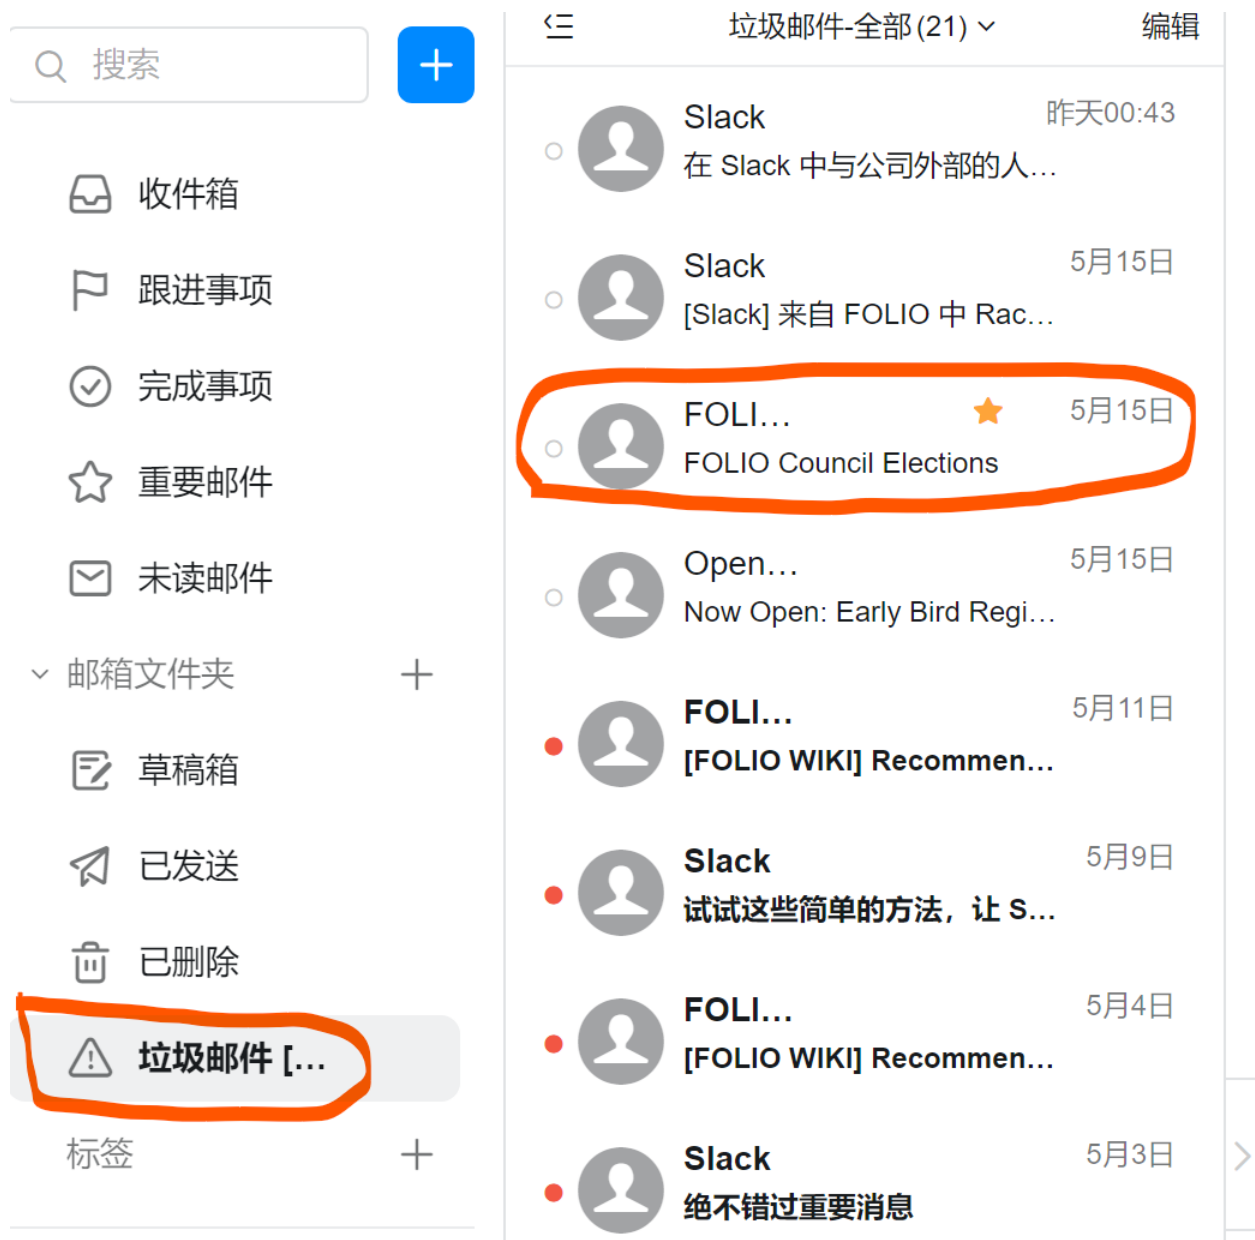 搜索
收件箱
跟进事项
完成事项
重要邮件
未读邮件
邮箱文件夹
草稿箱
已发送
已删除
垃圾邮件 [...
标签
垃圾邮件-全部(21)
编辑
Slack
昨天00:43
在 Slack 中与公司外部的人...
Slack
5月15日
[Slack] 来自 FOLIO 中 Rac...
FOLI...
5月15日
FOLIO Council Elections
Open...
5月15日
Now Open: Early Bird Regi...
FOLI...
5月11日
[FOLIO WIKI] Recommen...
Slack
5月9日
试试这些简单的方法，让 S...
FOLI...
5月4日
[FOLIO WIKI] Recommen...
Slack
5月3日
绝不错过重要消息